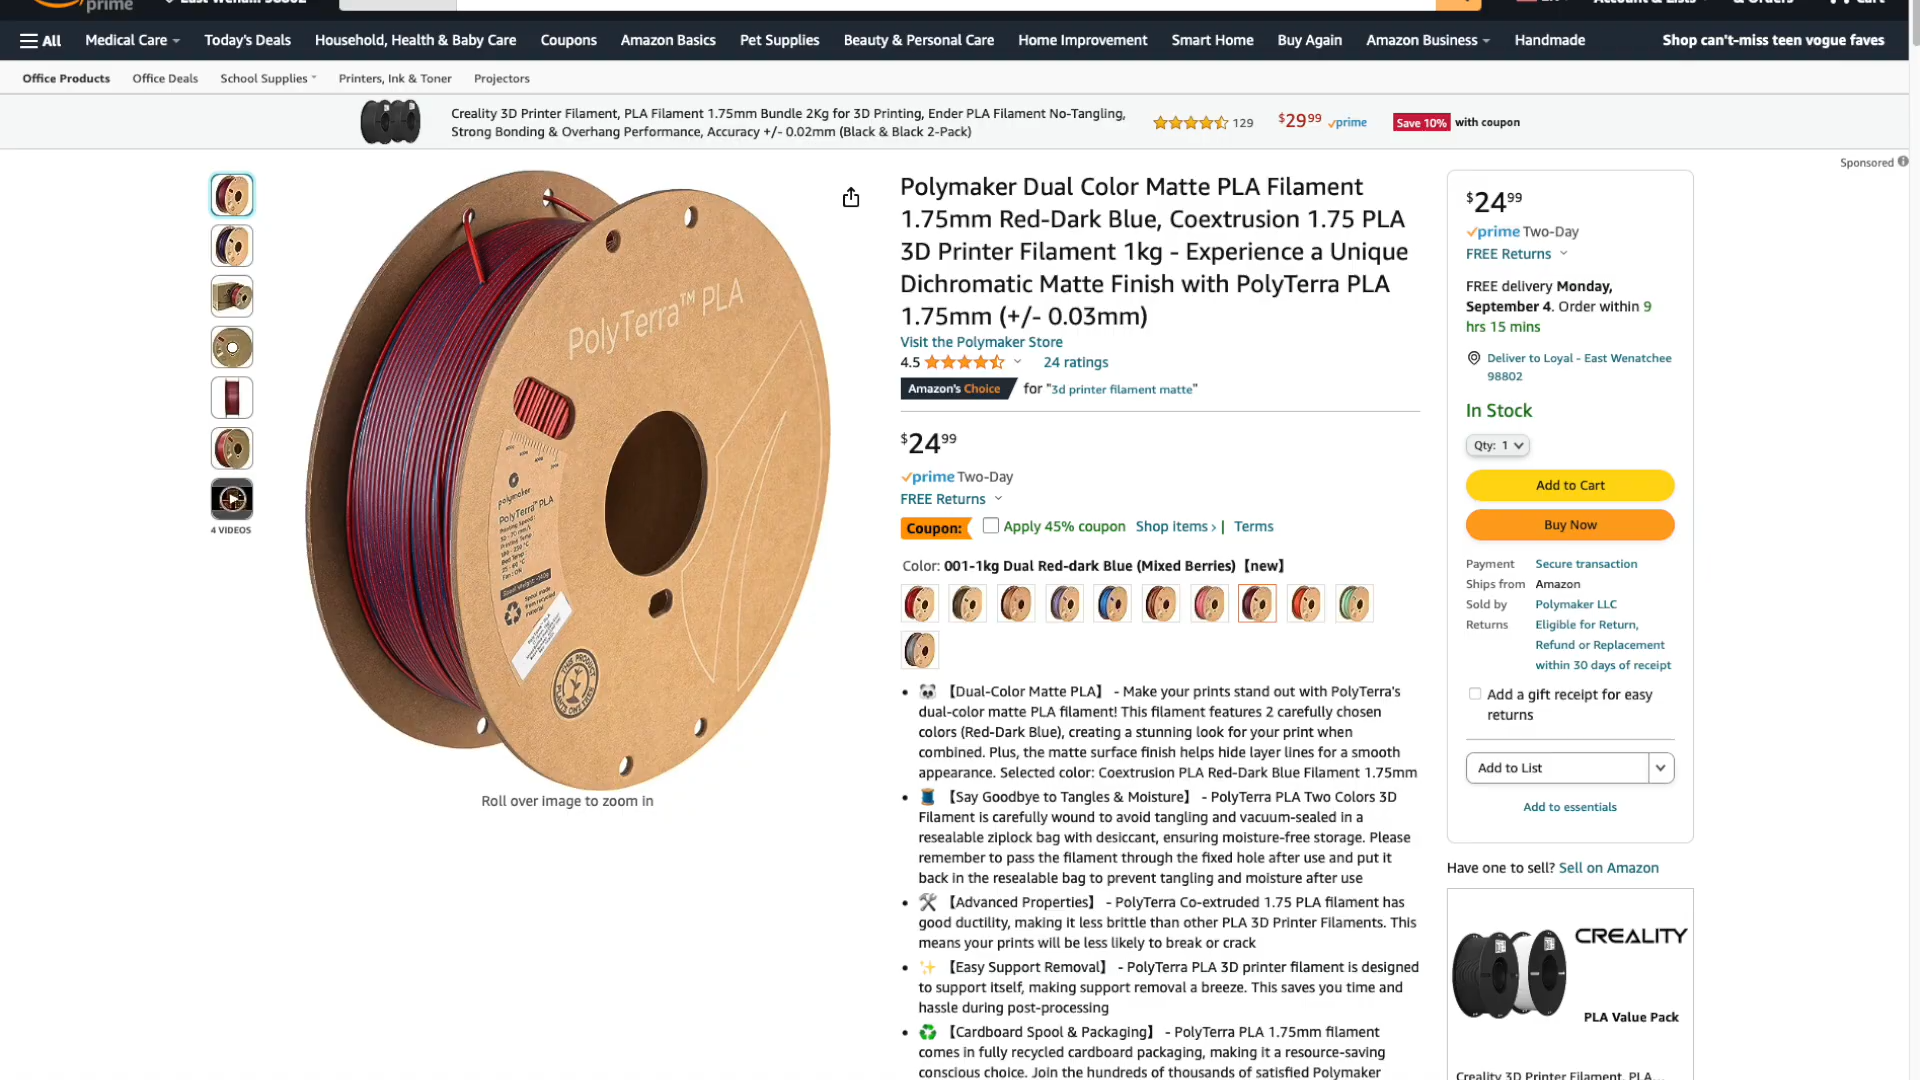 All
Medical Care
Today's Deals
Household, Health & Baby Care
Coupons
Amazon Basics
Pet Supplies
Beauty & Personal Care
Home Improvement
Smart Home
Buy Again
Amazon Business
Handmade
Shop can't-miss teen vogue faves
Office Products
Office Deals
School Supplies
Printers, Ink & Toner
Projectors
Creality 3D Printer Filament, PLA Filament 1.75mm Bundle 2Kg for 3D Printing, Ender PLA Filament No-Tangling,
Strong Bonding & Overhang Performance, Accuracy +/- 0.02mm (Black & Black 2-Pack)
129
$29.99 prime
Save 10% with coupon
Sponsored
PolyTerra™ PLA
polymaker
PolyTerra™ PLA
THIS PRODUCT
PLANTS ONE TREE
4 VIDEOS
Roll over image to zoom in
Polymaker Dual Color Matte PLA Filament
1.75mm Red-Dark Blue, Coextrusion 1.75 PLA
3D Printer Filament 1kg - Experience a Unique
Dichromatic Matte Finish with PolyTerra PLA
1.75mm (+/- 0.03mm)
Visit the Polymaker Store
4.5 24 ratings
Amazon's Choice for "3d printer filament matte"
$24.99
prime Two-Day
FREE Returns
Coupon: Apply 45% coupon Shop items › | Terms
Color: 001-1kg Dual Red-dark Blue (Mixed Berries)【new】
• 🐼 【Dual-Color Matte PLA】 - Make your prints stand out with PolyTerra's
dual-color matte PLA filament! This filament features 2 carefully chosen
colors (Red-Dark Blue), creating a stunning look for your print when
combined. Plus, the matte surface finish helps hide layer lines for a smooth
appearance. Selected color: Coextrusion PLA Red-Dark Blue Filament 1.75mm
• 🧵 【Say Goodbye to Tangles & Moisture】 - PolyTerra PLA Two Colors 3D
Filament is carefully wound to avoid tangling and vacuum-sealed in a
resealable ziplock bag with desiccant, ensuring moisture-free storage. Please
remember to pass the filament through the fixed hole after use and put it
back in the resealable bag to prevent tangling and moisture after use
• 🛠 【Advanced Properties】 - PolyTerra Co-extruded 1.75 PLA filament has
good ductility, making it less brittle than other PLA 3D Printer Filaments. This
means your prints will be less likely to break or crack
• ✨ 【Easy Support Removal】 - PolyTerra PLA 3D printer filament is designed
to support itself, making support removal a breeze. This saves you time and
hassle during post-processing
• ♻ 【Cardboard Spool & Packaging】 - PolyTerra PLA 1.75mm filament
comes in fully recycled cardboard packaging, making it a resource-saving
conscious choice. Join the hundreds of thousands of satisfied Polymaker
$24.99
prime Two-Day
FREE Returns
FREE delivery Monday,
September 4. Order within 9
hrs 15 mins
Deliver to Loyal - East Wenatchee
98802
In Stock
Qty: 1
Add to Cart
Buy Now
Payment Secure transaction
Ships from Amazon
Sold by Polymaker LLC
Returns Eligible for Return,
Refund or Replacement
within 30 days of receipt
Add a gift receipt for easy
returns
Add to List
Add to essentials
Have one to sell? Sell on Amazon
CREALITY
PLA Value Pack
Creality 3D Printer Filament, PLA...